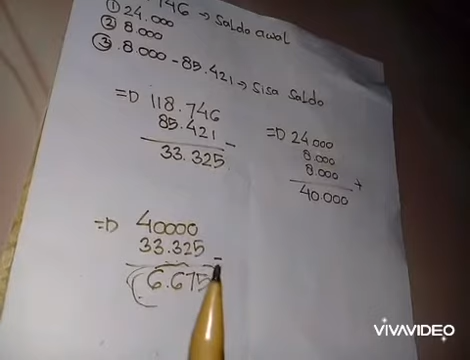 .746 → Saldo awal
① 24.000
② 8.000
③ 8.000 - 85.421 → Sisa Saldo
=D 118.746
85.421 -
33.325
=D 24.000
8.000
8.000 +
40.000
=D 40000
33.325 -
6.675
VIVAVIDEO